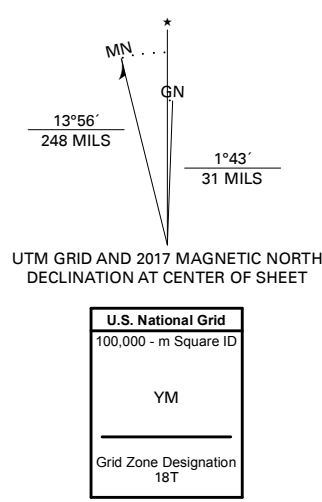 MN
GN
13°56´
248 MILS
1°43´
31 MILS
UTM GRID AND 2017 MAGNETIC NORTH
DECLINATION AT CENTER OF SHEET
U.S. National Grid
100,000 - m Square ID
YM
Grid Zone Designation
18T